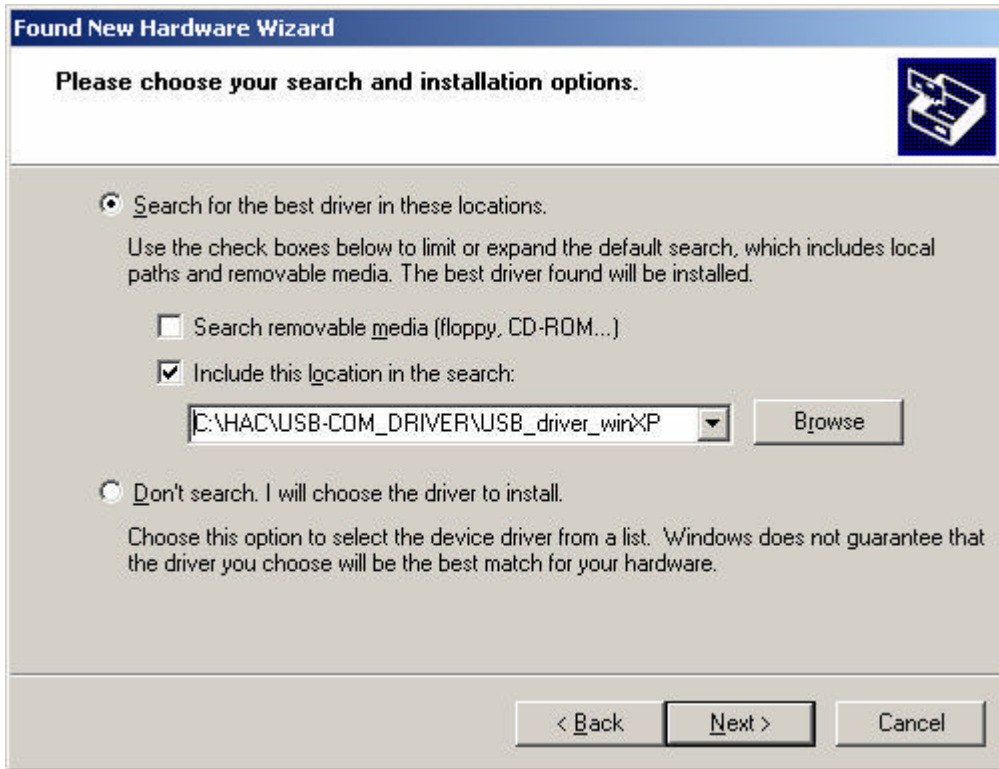 Found New Hardware Wizard
Please choose your search and installation options.
Search for the best driver in these locations.
Use the check boxes below to limit or expand the default search, which includes local
paths and removable media. The best driver found will be installed.
Search removable media (floppy, CD-ROM...)
Include this location in the search:
C:\HAC\USB-COM_DRIVER\USB_driver_winXP
Browse
Don't search. I will choose the driver to install.
Choose this option to select the device driver from a list. Windows does not guarantee that
the driver you choose will be the best match for your hardware.
< Back Next > Cancel